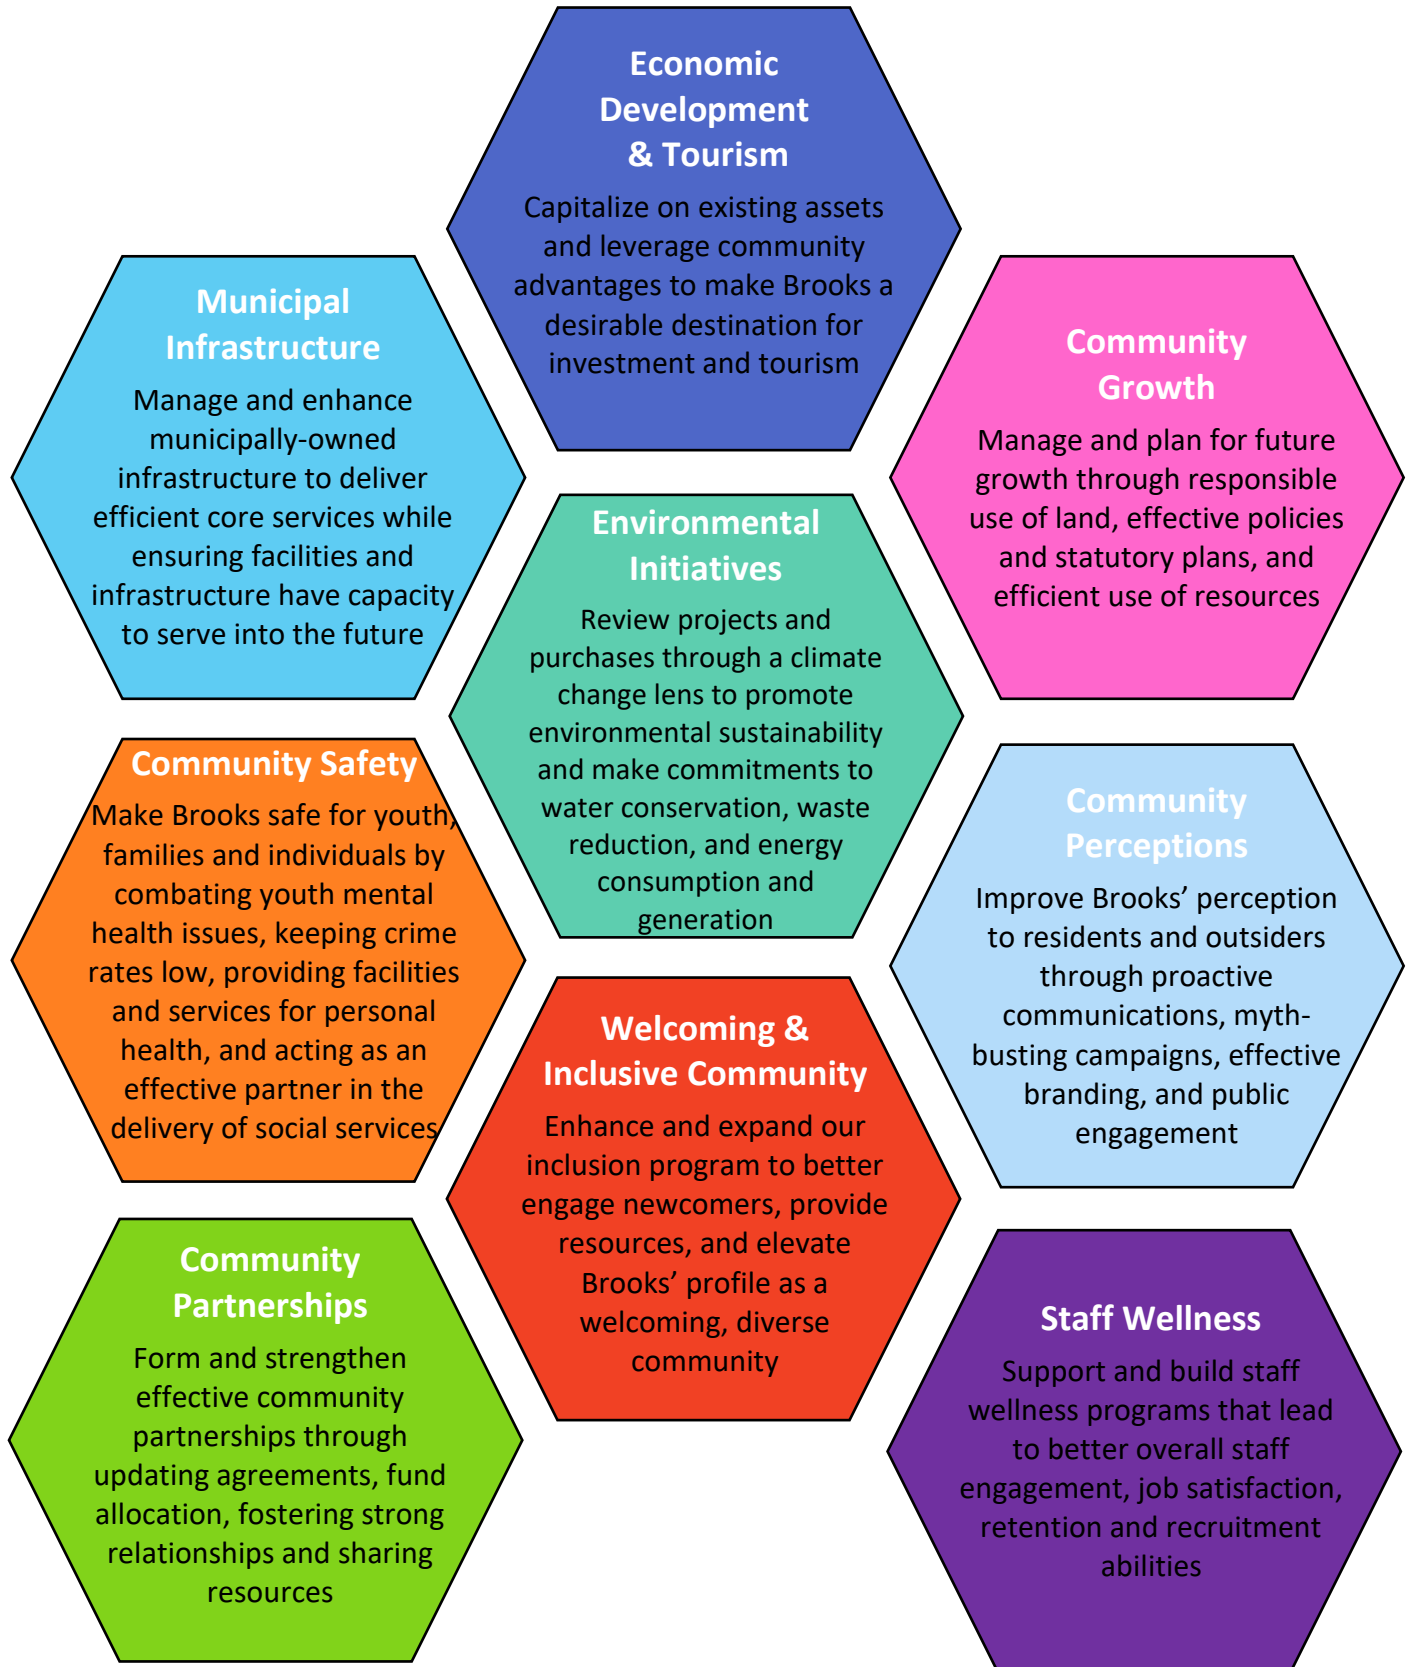 Economic
Development
& Tourism
Capitalize on existing assets
and leverage community
advantages to make Brooks a
desirable destination for
investment and tourism
Municipal
Infrastructure
Manage and enhance
municipally-owned
infrastructure to deliver
efficient core services while
ensuring facilities and
infrastructure have capacity
to serve into the future
Community
Growth
Manage and plan for future
growth through responsible
use of land, effective policies
and statutory plans, and
efficient use of resources
Environmental
Initiatives
Review projects and
purchases through a climate
change lens to promote
environmental sustainability
and make commitments to
water conservation, waste
reduction, and energy
consumption and
generation
Community Safety
Make Brooks safe for youth,
families and individuals by
combating youth mental
health issues, keeping crime
rates low, providing facilities
and services for personal
health, and acting as an
effective partner in the
delivery of social services
Community
Perceptions
Improve Brooks’ perception
to residents and outsiders
through proactive
communications, myth-
busting campaigns, effective
branding, and public
engagement
Welcoming &
Inclusive Community
Enhance and expand our
inclusion program to better
engage newcomers, provide
resources, and elevate
Brooks’ profile as a
welcoming, diverse
community
Community
Partnerships
Form and strengthen
effective community
partnerships through
updating agreements, fund
allocation, fostering strong
relationships and sharing
resources
Staff Wellness
Support and build staff
wellness programs that lead
to better overall staff
engagement, job satisfaction,
retention and recruitment
abilities